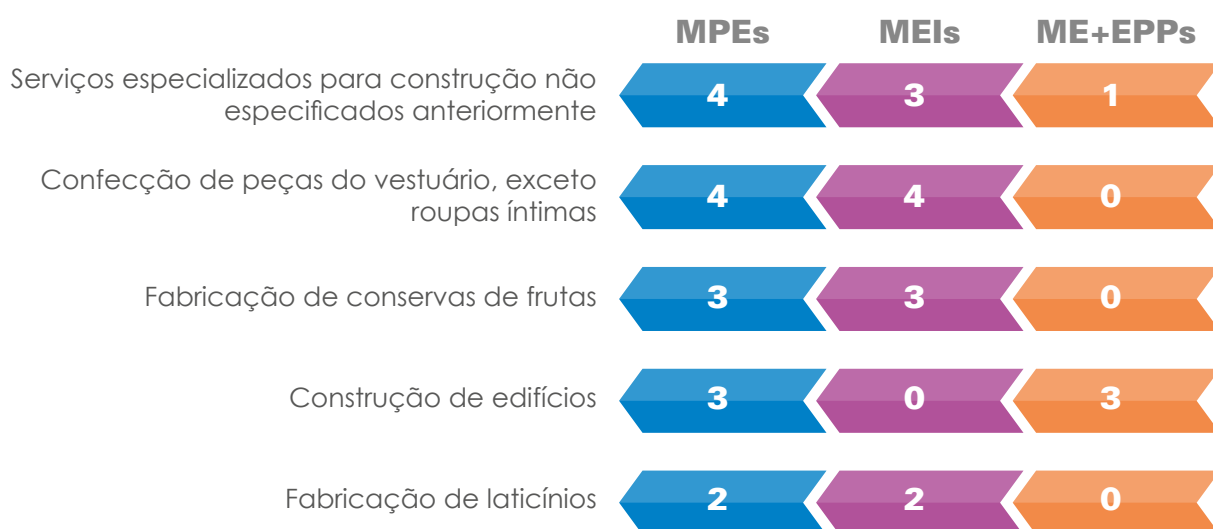 MPEs MEIs ME+EPPs
Serviços especializados para construção não
especificados anteriormente
4 3 1
Confecção de peças do vestuário, exceto
roupas íntimas
4 4 0
Fabricação de conservas de frutas
3 3 0
Construção de edifícios
3 0 3
Fabricação de laticínios
2 2 0